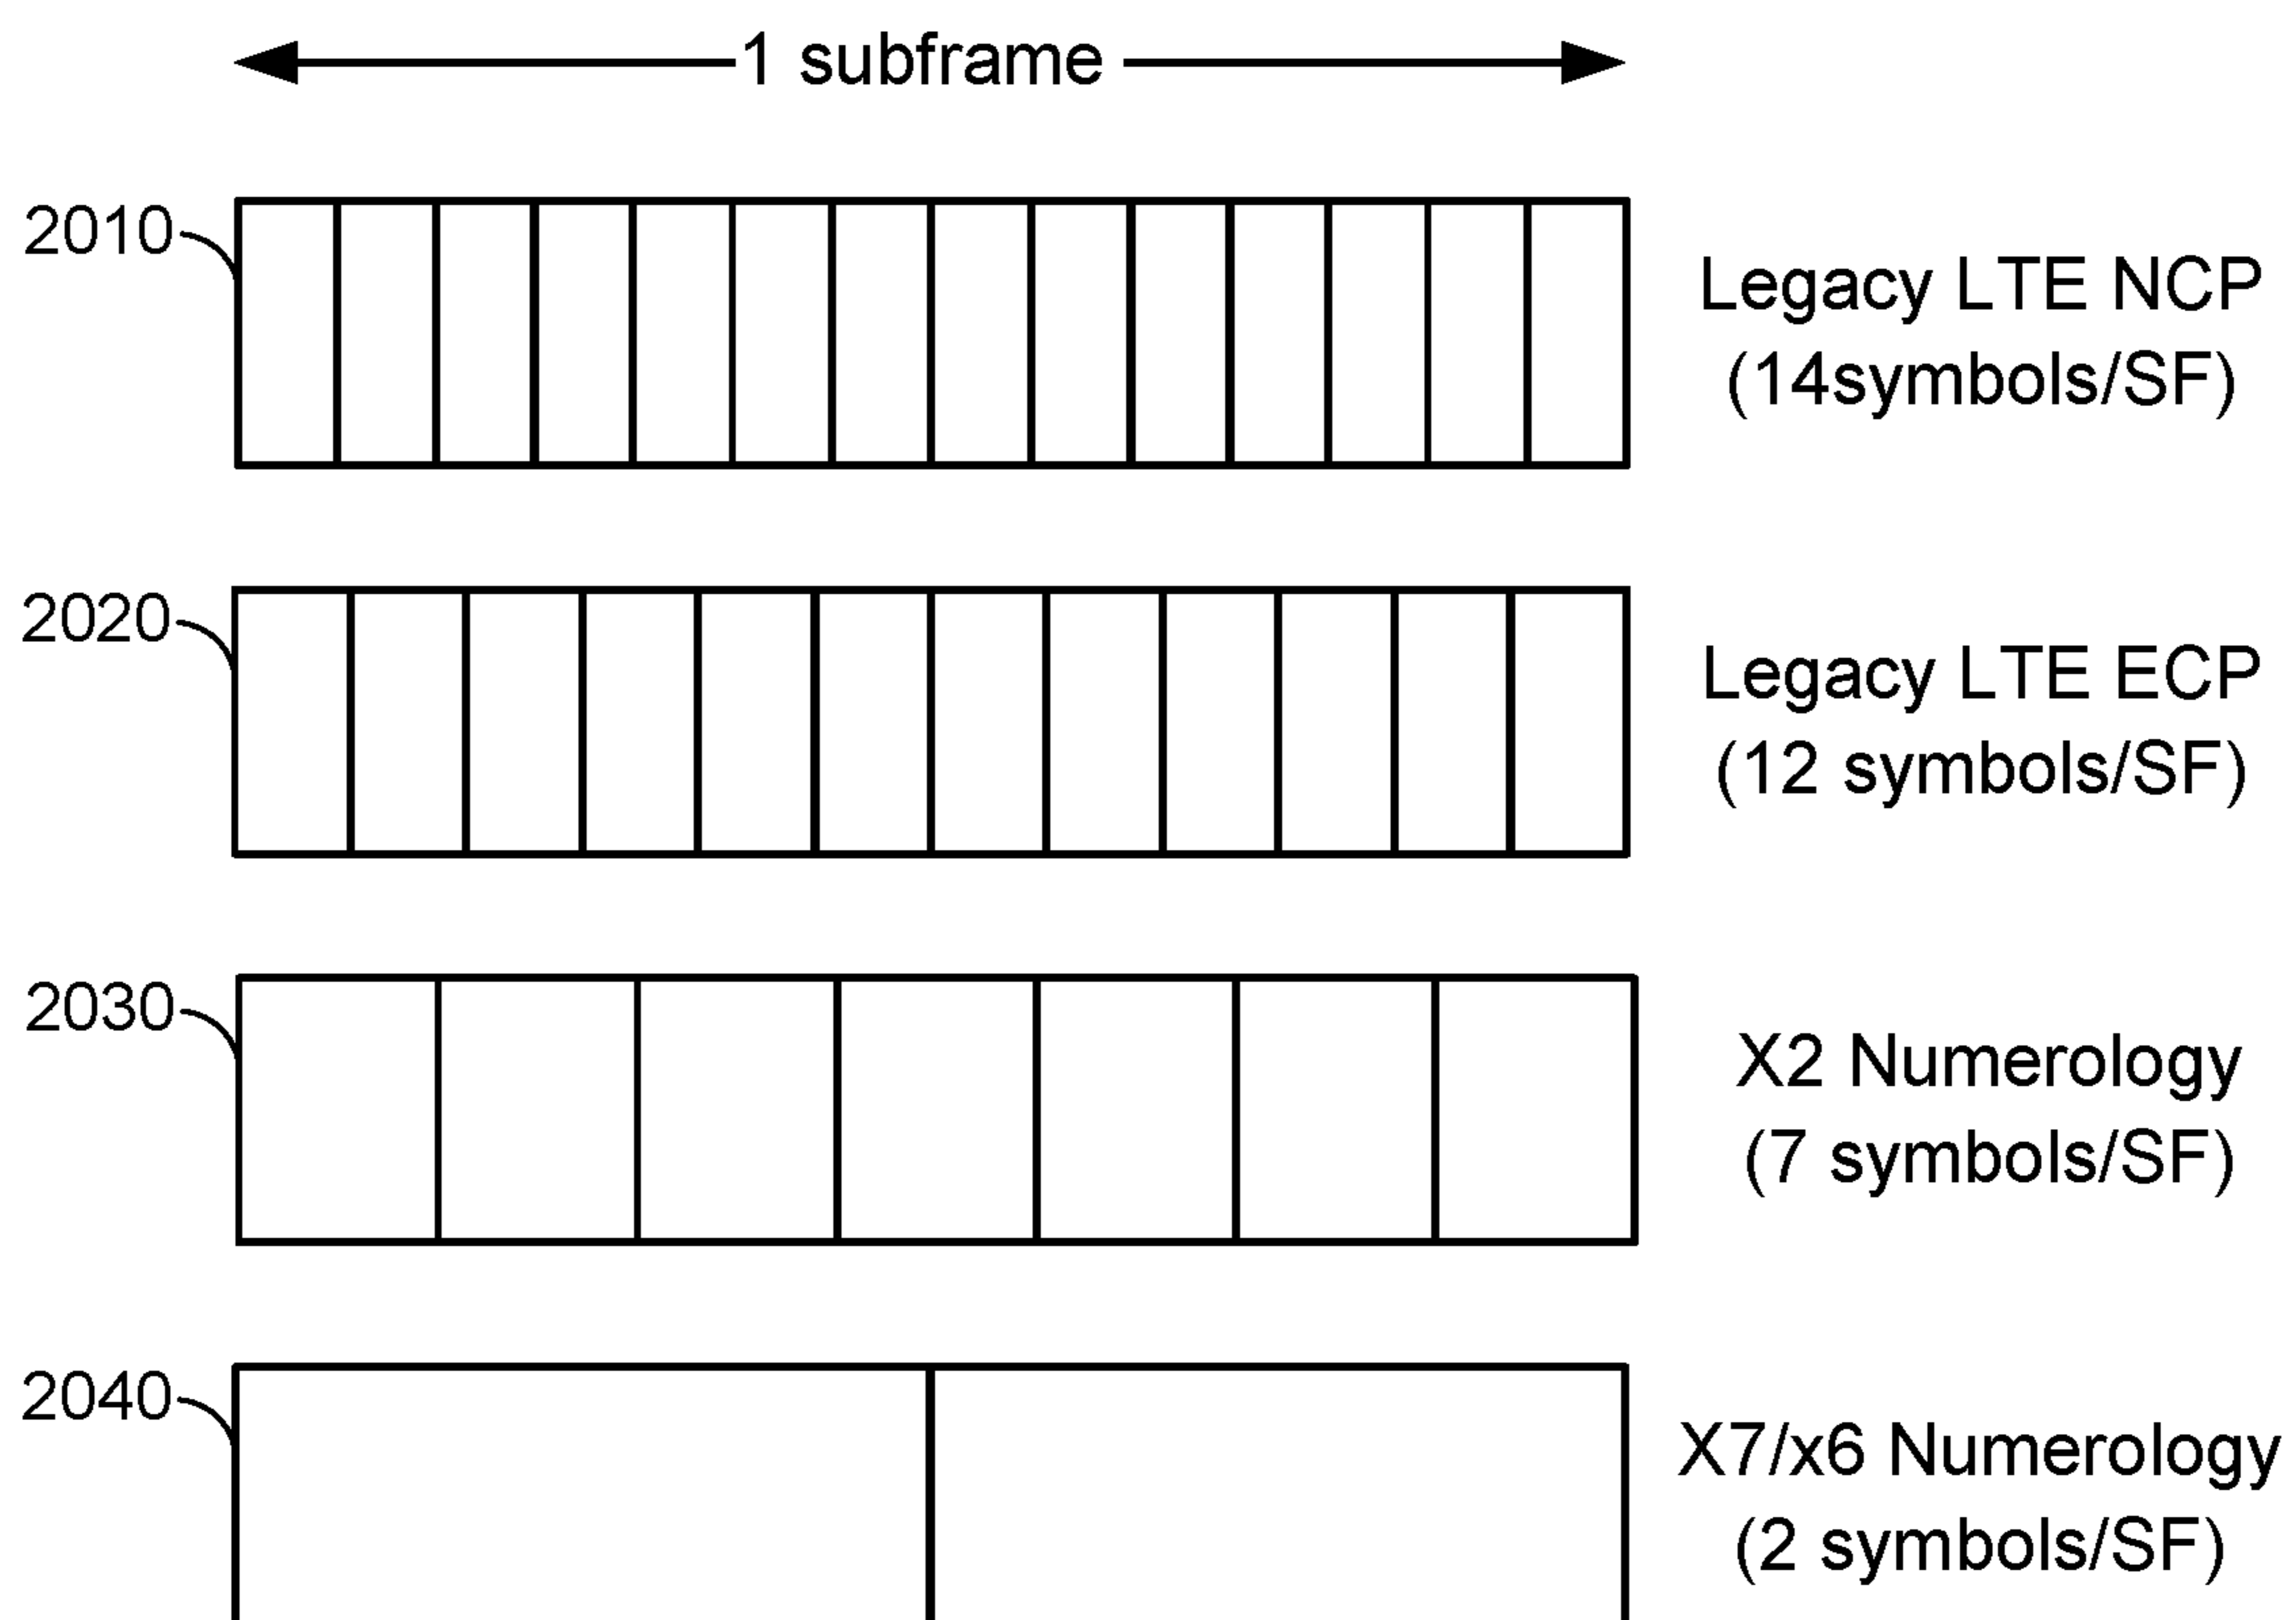 1 subframe
2010
Legacy LTE NCP
(14symbols/SF)
2020
Legacy LTE ECP
(12 symbols/SF)
2030
X2 Numerology
(7 symbols/SF)
2040
X7/x6 Numerology
(2 symbols/SF)